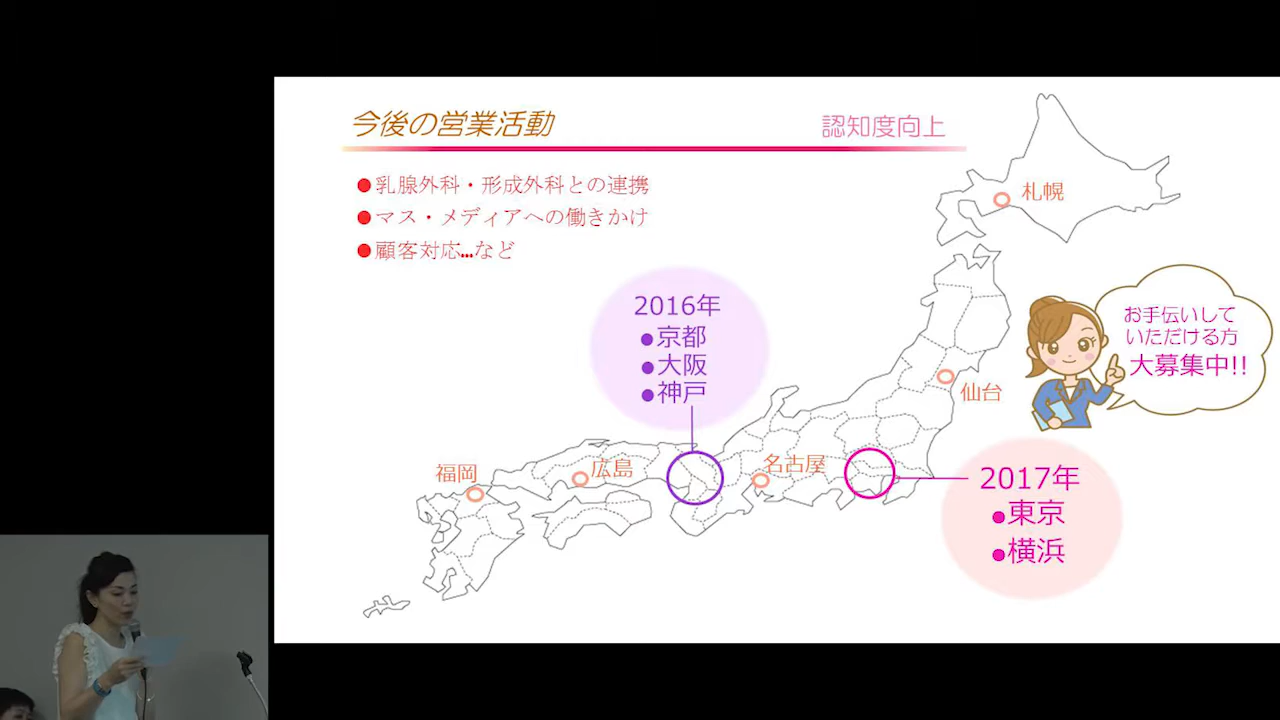 今後の営業活動
認知度向上
●乳腺外科・形成外科との連携
●マス・メディアへの働きかけ
●顧客対応…など
札幌
2016年
●京都
●大阪
●神戸
お手伝いして
いただける方
大募集中!!
仙台
福岡
広島
名古屋
2017年
●東京
●横浜